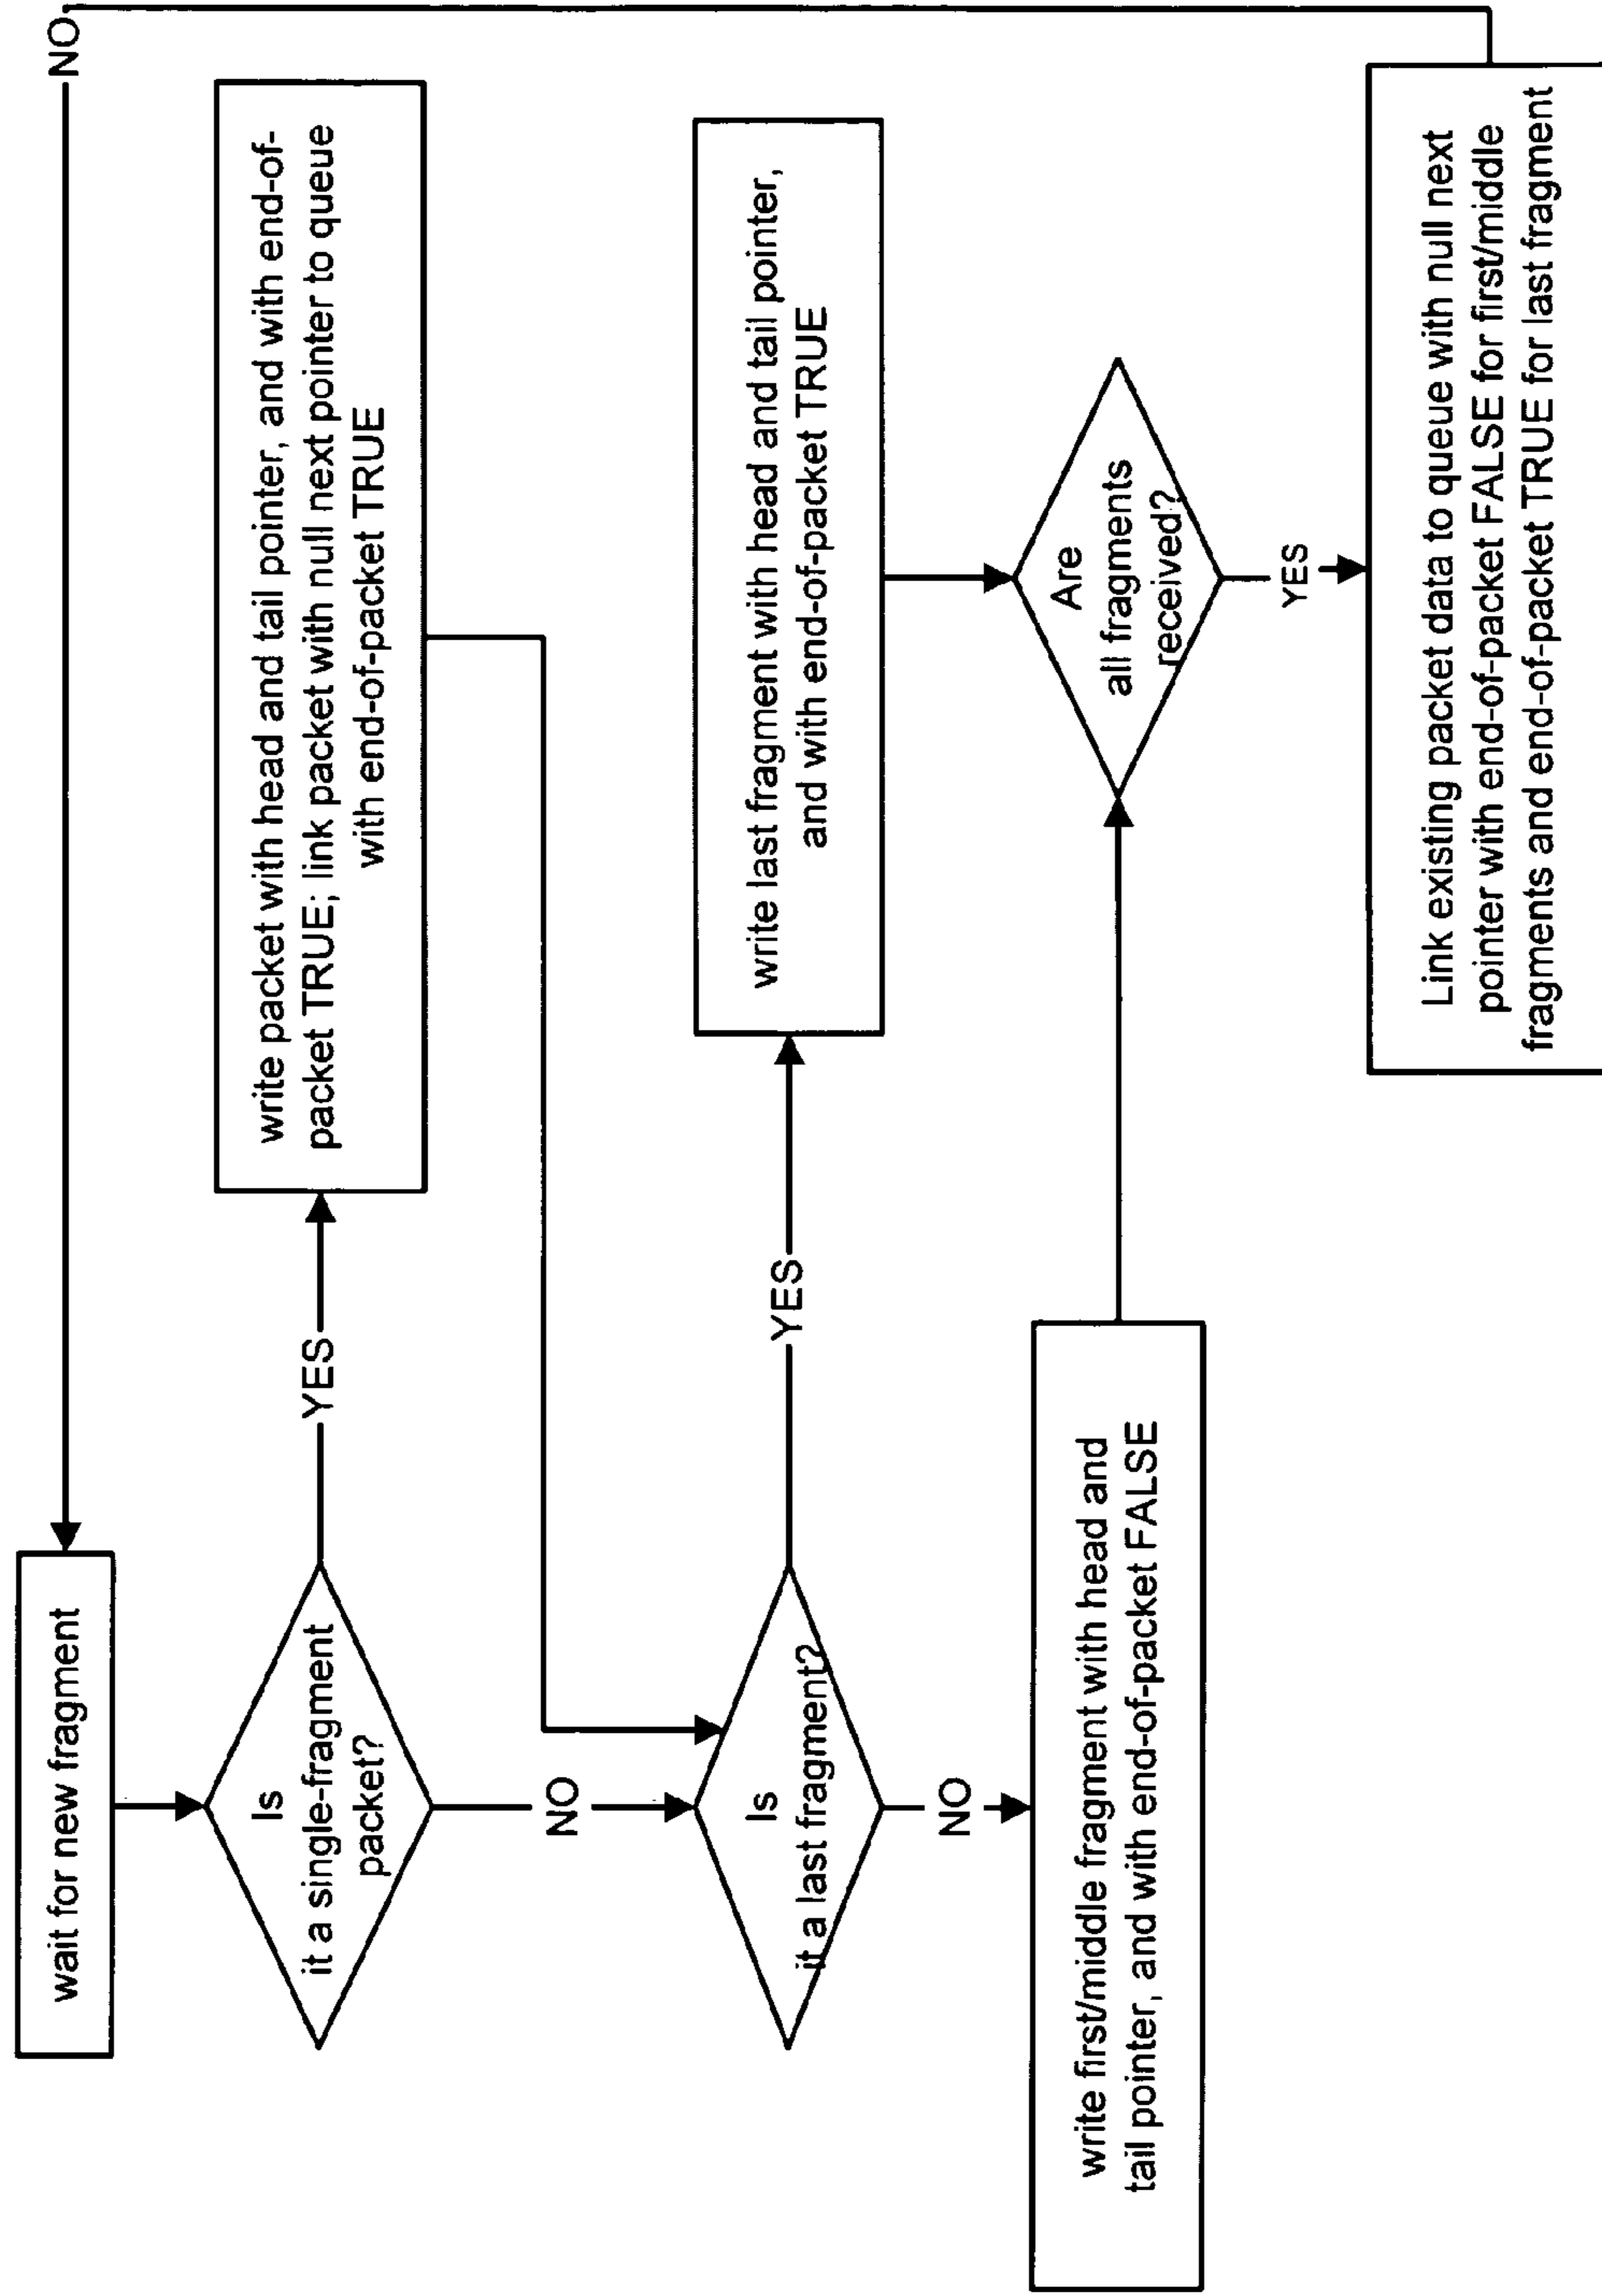 NO
wait for new fragment
Is
it a single-fragment
packet?
YES
write packet with head and tail pointer, and with end-of-
packet TRUE; link packet with null next pointer to queue
with end-of-packet TRUE
NO
Is
it a last fragment?
YES
write last fragment with head and tail pointer,
and with end-of-packet TRUE
NO
write first/middle fragment with head and
tail pointer, and with end-of-packet FALSE
Are
all fragments
received?
YES
Link existing packet data to queue with null next
pointer with end-of-packet FALSE for first/middle
fragments and end-of-packet TRUE for last fragment